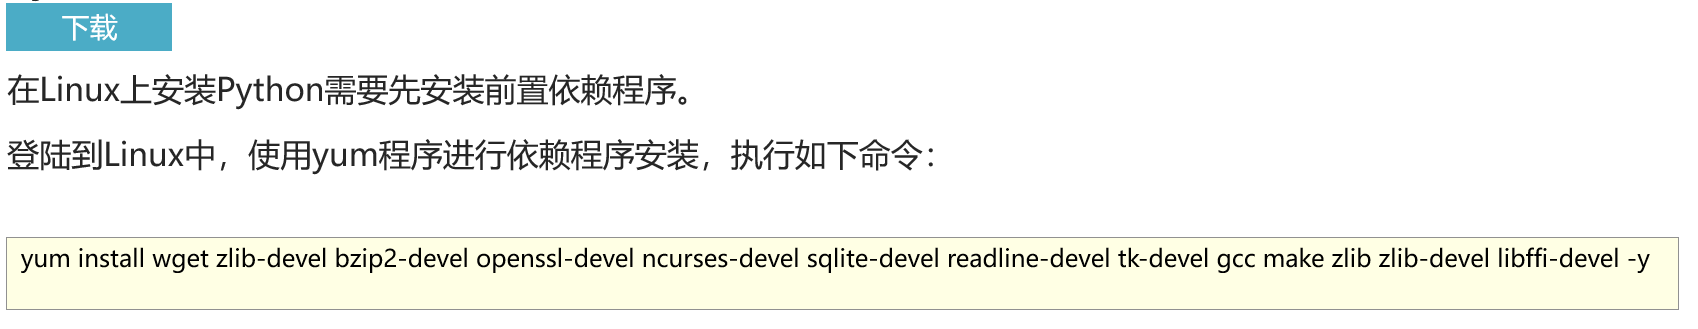 下载
在Linux上安装Python需要先安装前置依赖程序。
登陆到Linux中，使用yum程序进行依赖程序安装，执行如下命令：
yum install wget zlib-devel bzip2-devel openssl-devel ncurses-devel sqlite-devel readline-devel tk-devel gcc make zlib zlib-devel libffi-devel -y